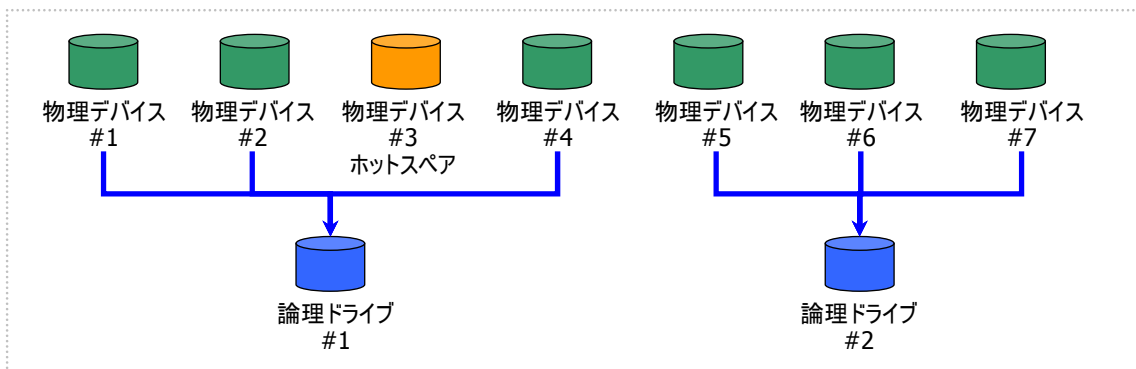 物理デバイス
#1
物理デバイス
#2
物理デバイス
#3
ホットスペア
物理デバイス
#4
物理デバイス
#5
物理デバイス
#6
物理デバイス
#7
論理ドライブ
#1
論理ドライブ
#2